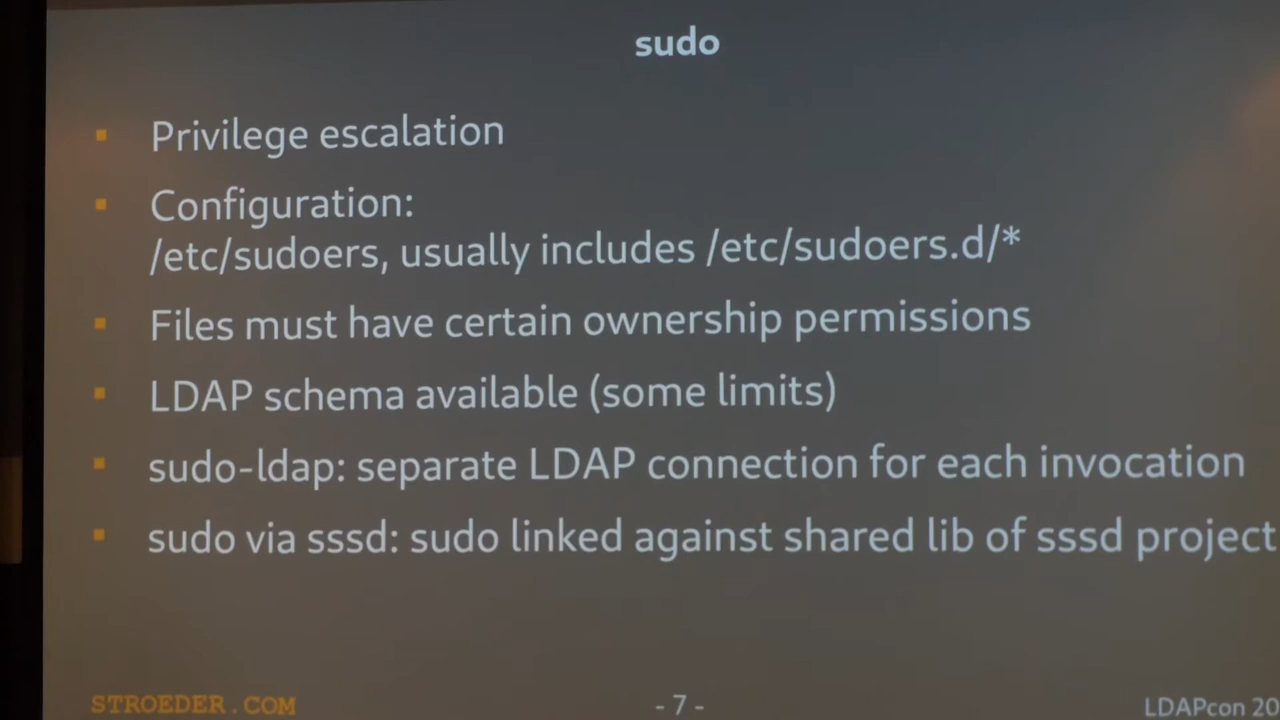 sudo
Privilege escalation
Configuration:
/etc/sudoers, usually includes /etc/sudoers.d/*
Files must have certain ownership permissions
LDAP schema available (some limits)
sudo-ldap: separate LDAP connection for each invocation
sudo via sssd: sudo linked against shared lib of sssd project
STROEDER.COM
- 7 -
LDAPcon 20